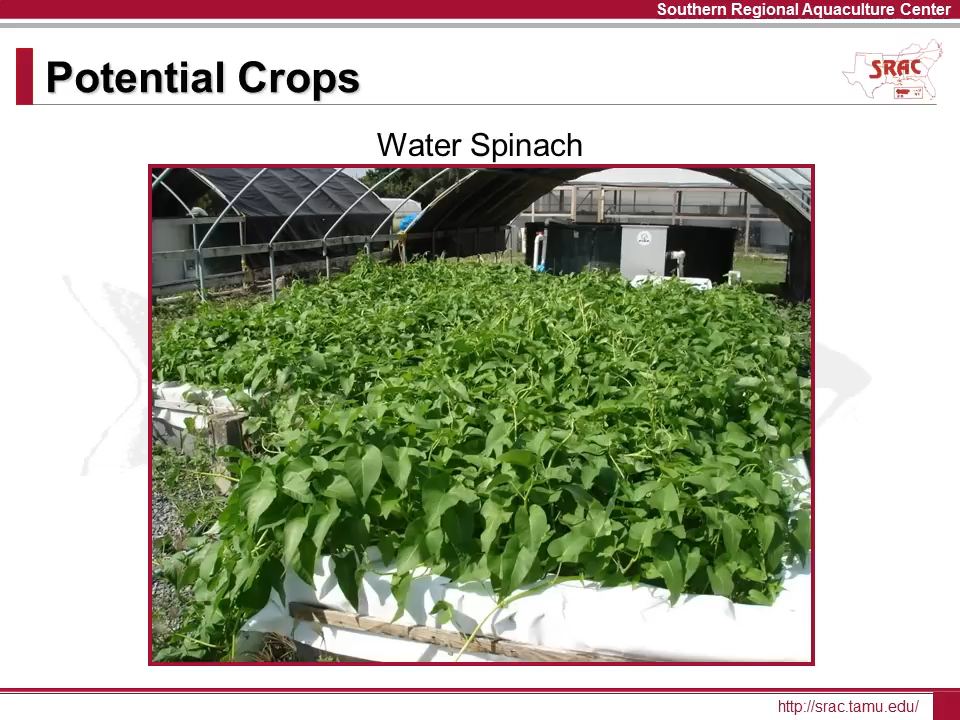 Southern Regional Aquaculture Center
Potential Crops
SRAC
Water Spinach
http://srac.tamu.edu/